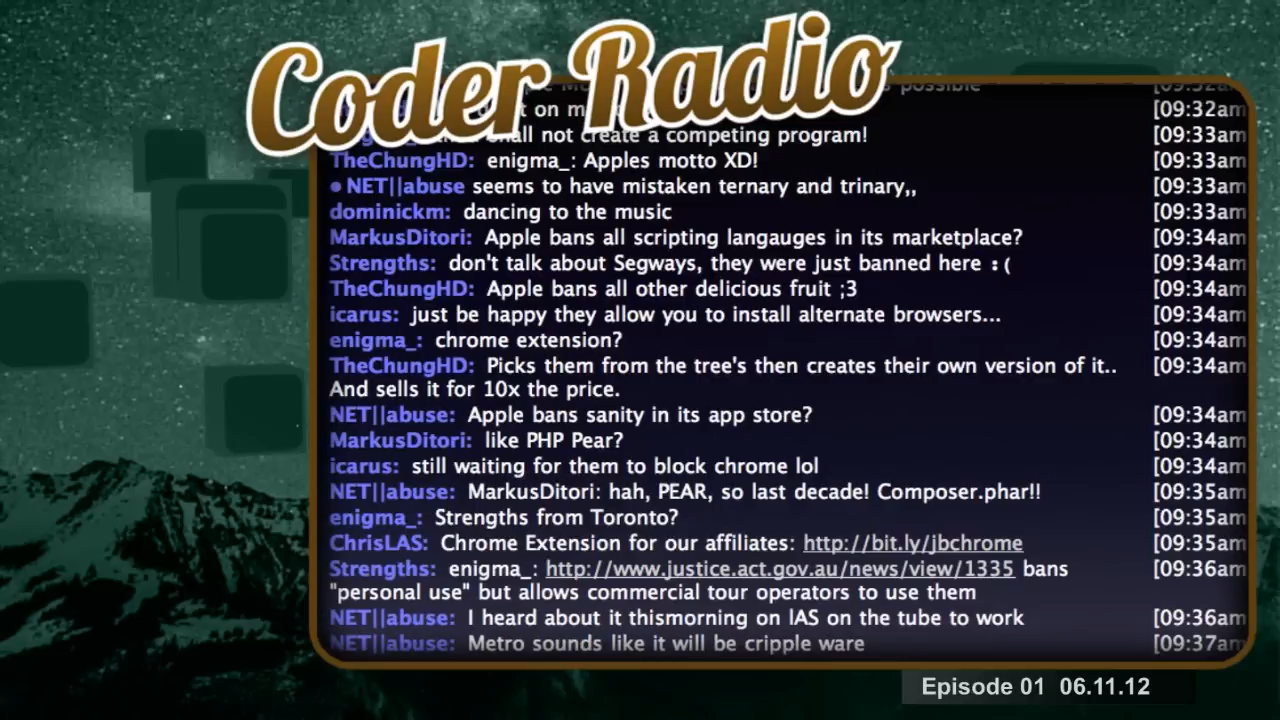 Coder Radio
possible
[09:32am
t on m
[09:32am
hall not create a competing program!
[09:33am
TheChungHD: enigma_: Apples motto XD!
[09:33am
● NET||abuse seems to have mistaken ternary and trinary,,
[09:33am
dominickm: dancing to the music
[09:33am
MarkusDitori: Apple bans all scripting langauges in its marketplace?
[09:34am
Strengths: don't talk about Segways, they were just banned here :(
[09:34am
TheChungHD: Apple bans all other delicious fruit ;3
[09:34am
icarus: just be happy they allow you to install alternate browsers...
[09:34am
enigma_: chrome extension?
[09:34am
TheChungHD: Picks them from the tree's then creates their own version of it..
[09:34am
And sells it for 10x the price.
NET||abuse: Apple bans sanity in its app store?
[09:34am
MarkusDitori: like PHP Pear?
[09:34am
icarus: still waiting for them to block chrome lol
[09:34am
NET||abuse: MarkusDitori: hah, PEAR, so last decade! Composer.phar!!
[09:35am
enigma_: Strengths from Toronto?
[09:35am
ChrisLAS: Chrome Extension for our affiliates: http://bit.ly/jbchrome
[09:35am
Strengths: enigma_: http://www.justice.act.gov.au/news/view/1335 bans
[09:36am
"personal use" but allows commercial tour operators to use them
NET||abuse: I heard about it thismorning on lAS on the tube to work
[09:36am
NET||abuse: Metro sounds like it will be cripple ware
[09:37am
Episode 01 06.11.12